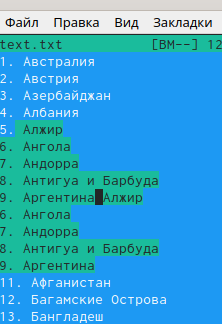 Файл Правка Вид Закладки
text.txt [BM--] 12
1. Австралия
2. Австрия
3. Азербайджан
4. Албания
5. Алжир
6. Ангола
7. Андорра
8. Антигуа и Барбуда
9. Аргентина Алжир
6. Ангола
7. Андорра
8. Антигуа и Барбуда
9. Аргентина
11. Афганистан
12. Багамские Острова
13. Бангладеш